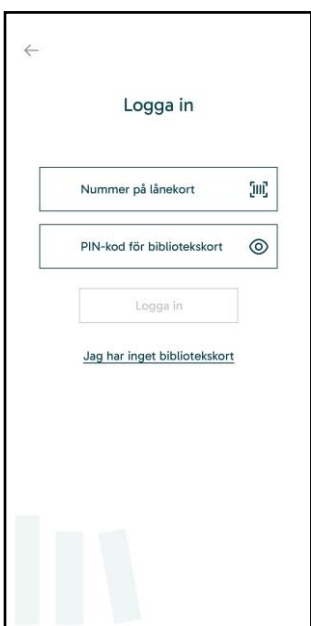 Logga in
Nummer på lånekort
PIN-kod för bibliotekskort
Logga in
Jag har inget bibliotekskort